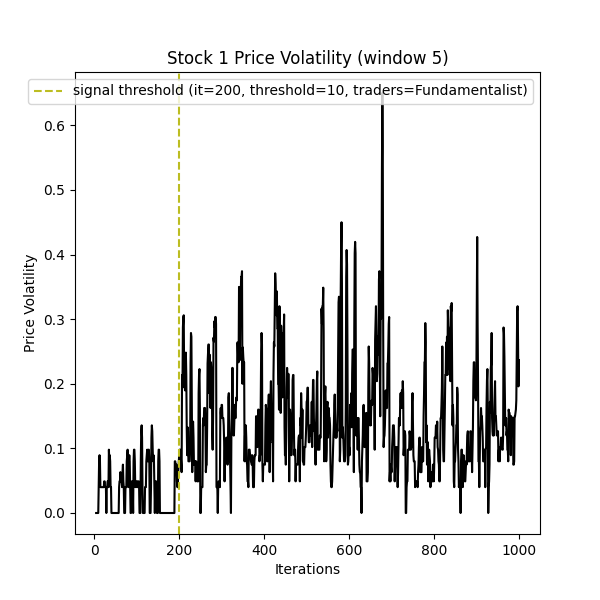 Stock 1 Price Volatility (window 5)
signal threshold (it=200, threshold=10, traders=Fundamentalist)
0.6
0.5
0.4
0.3
0.2
0.1
0.0
Price Volatility
0 200 400 600 800 1000
Iterations